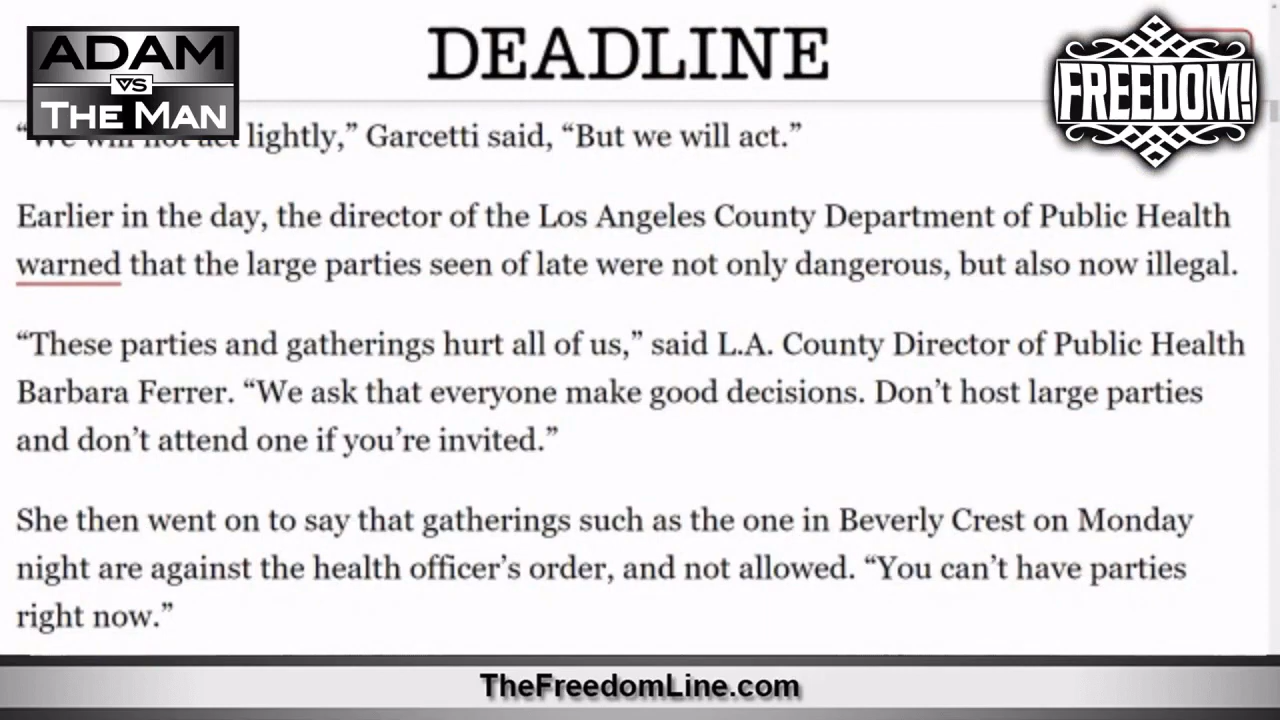 ADAM
VS
THE MAN
DEADLINE
FREEDOM!
“We will not act lightly,” Garcetti said, “But we will act.”
Earlier in the day, the director of the Los Angeles County Department of Public Health
warned that the large parties seen of late were not only dangerous, but also now illegal.
“These parties and gatherings hurt all of us,” said L.A. County Director of Public Health
Barbara Ferrer. “We ask that everyone make good decisions. Don’t host large parties
and don’t attend one if you’re invited.”
She then went on to say that gatherings such as the one in Beverly Crest on Monday
night are against the health officer’s order, and not allowed. “You can’t have parties
right now.”
TheFreedomLine.com